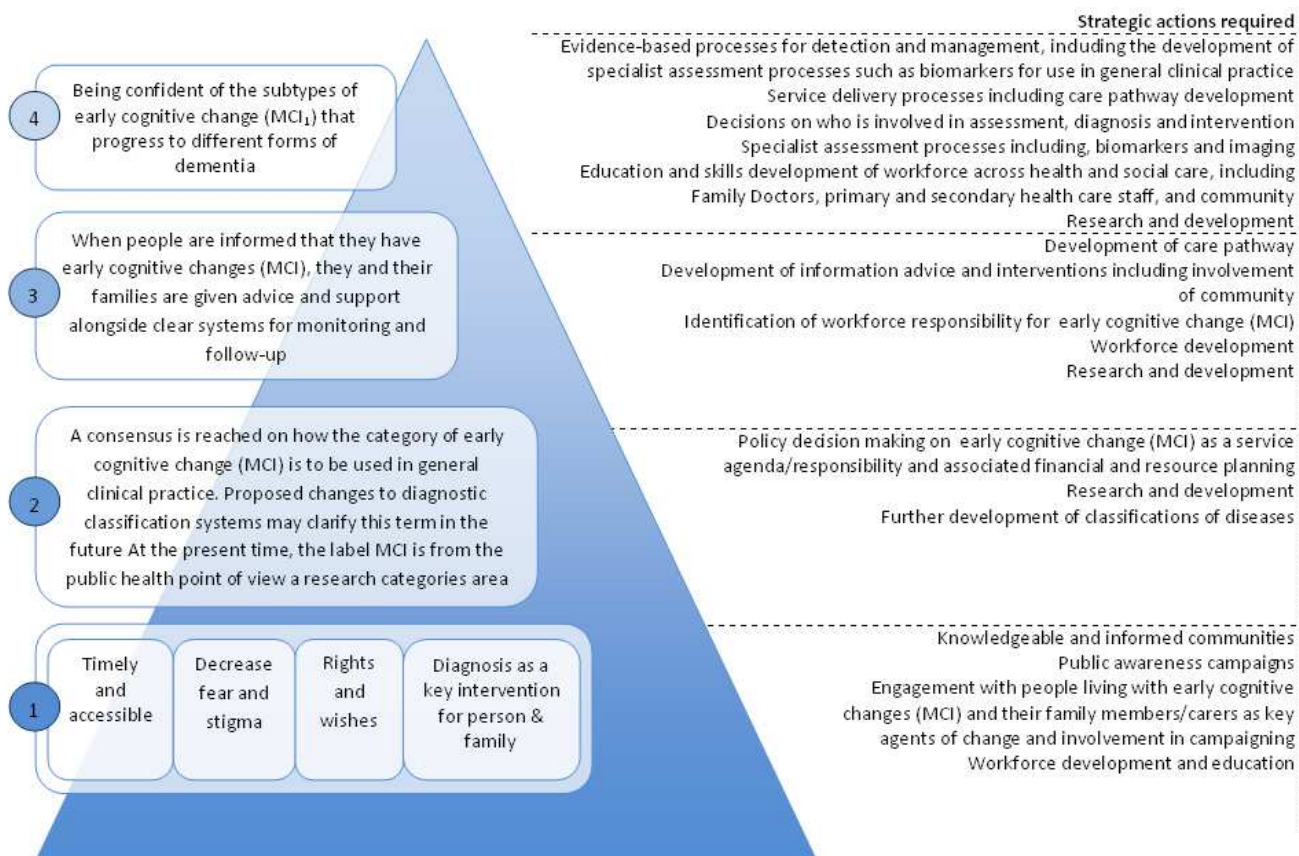 Strategic actions required
4
Being confident of the subtypes of
early cognitive change (MCI₁) that
progress to different forms of
dementia
Evidence-based processes for detection and management, including the development of
specialist assessment processes such as biomarkers for use in general clinical practice
Service delivery processes including care pathway development
Decisions on who is involved in assessment, diagnosis and intervention
Specialist assessment processes including, biomarkers and imaging
Education and skills development of workforce across health and social care, including
Family Doctors, primary and secondary health care staff, and community
Research and development
3
When people are informed that they have
early cognitive changes (MCI), they and their
families are given advice and support
alongside clear systems for monitoring and
follow-up
Development of care pathway
Development of information advice and interventions including involvement
of community
Identification of workforce responsibility for early cognitive change (MCI)
Workforce development
Research and development
2
A consensus is reached on how the category of early
cognitive change (MCI) is to be used in general
clinical practice. Proposed changes to diagnostic
classification systems may clarify this term in the
future At the present time, the label MCI is from the
public health point of view a research categories area
Policy decision making on early cognitive change (MCI) as a service
agenda/responsibility and associated financial and resource planning
Research and development
Further development of classifications of diseases
1
Timely
and
accessible
Decrease
fear and
stigma
Rights
and
wishes
Diagnosis as a
key intervention
for person &
family
Knowledgeable and informed communities
Public awareness campaigns
Engagement with people living with early cognitive
changes (MCI) and their family members/carers as key
agents of change and involvement in campaigning
Workforce development and education